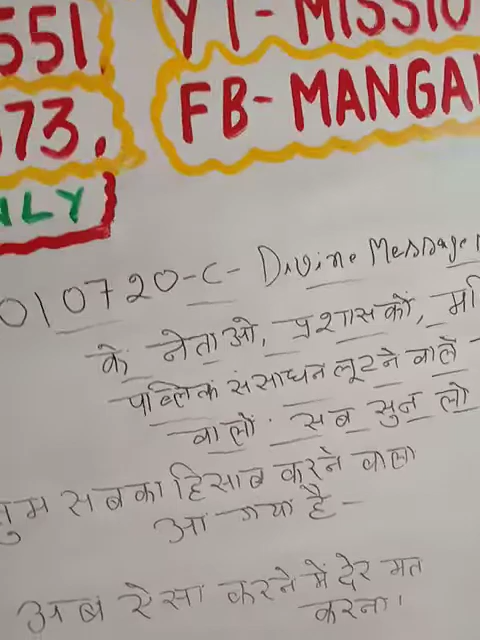 551.
YT- MISSIO
73.
FB- MANGA
NLY
010720-C- Divine Message
के नेताओ, प्रशासकों, म
पब्लिक संसाधन लूटने वाले
वालों सब सुन लो
तुम सबका हिसाब करने वाला
आ गया है -
अब ऐसा करने में देर मत
करना।